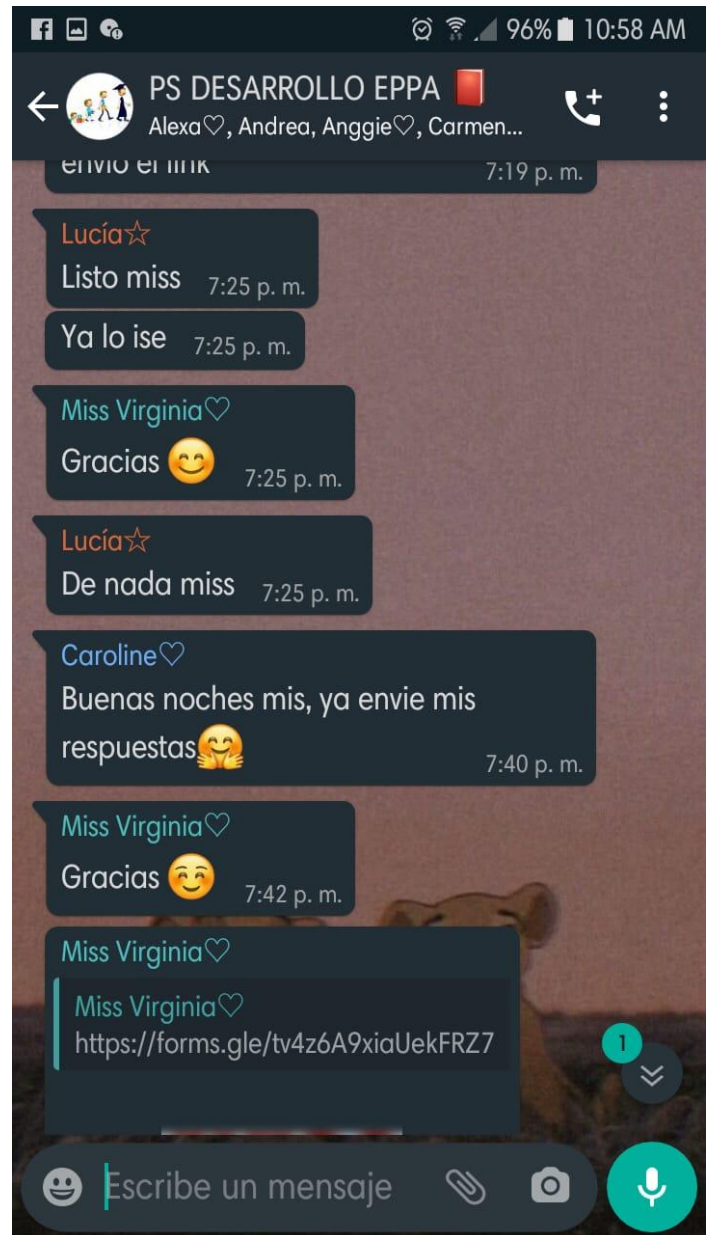 96% 10:58 AM
PS DESARROLLO EPPA
Alexa♡, Andrea, Anggie♡, Carmen...
envio el link
7:19 p. m.
Lucía☆
Listo miss 7:25 p. m.
Ya lo ise 7:25 p. m.
Miss Virginia♡
Gracias 😊 7:25 p. m.
Lucía☆
De nada miss 7:25 p. m.
Caroline♡
Buenas noches mis, ya envie mis
respuestas🤗
7:40 p. m.
Miss Virginia♡
Gracias ☺️ 7:42 p. m.
Miss Virginia♡
Miss Virginia♡
https://forms.gle/tv4z6A9xiaUekFRZ7
1
Escribe un mensaje